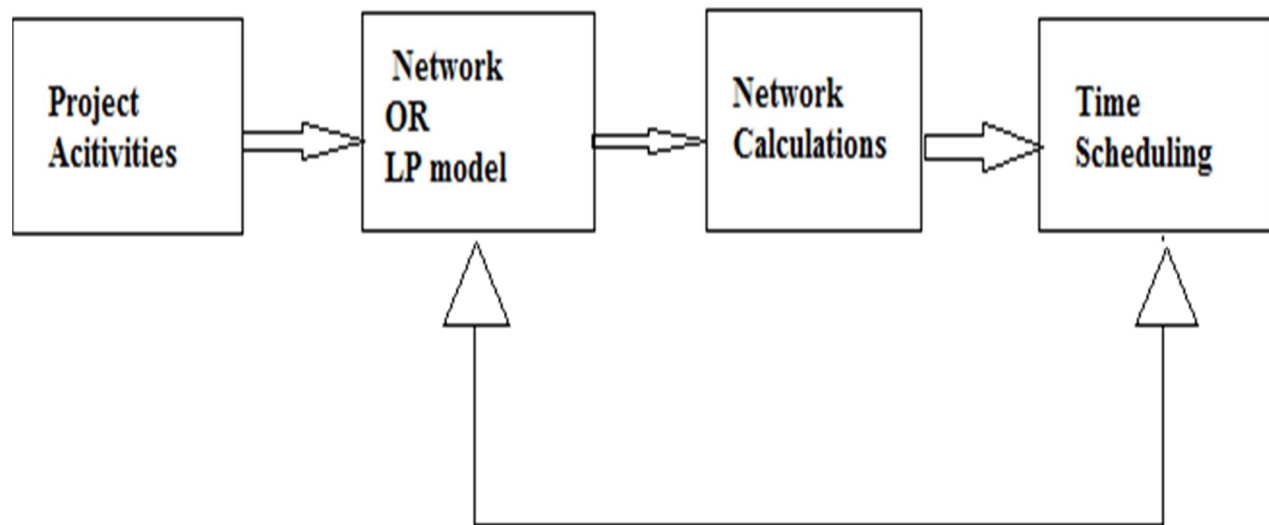 Project
Acitivities
Network
OR
LP model
Network
Calculations
Time
Scheduling